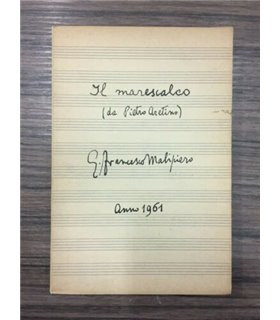 Il marescalco
(da Pietro Aretino)
G. Francesco Malipiero
Anno 1961